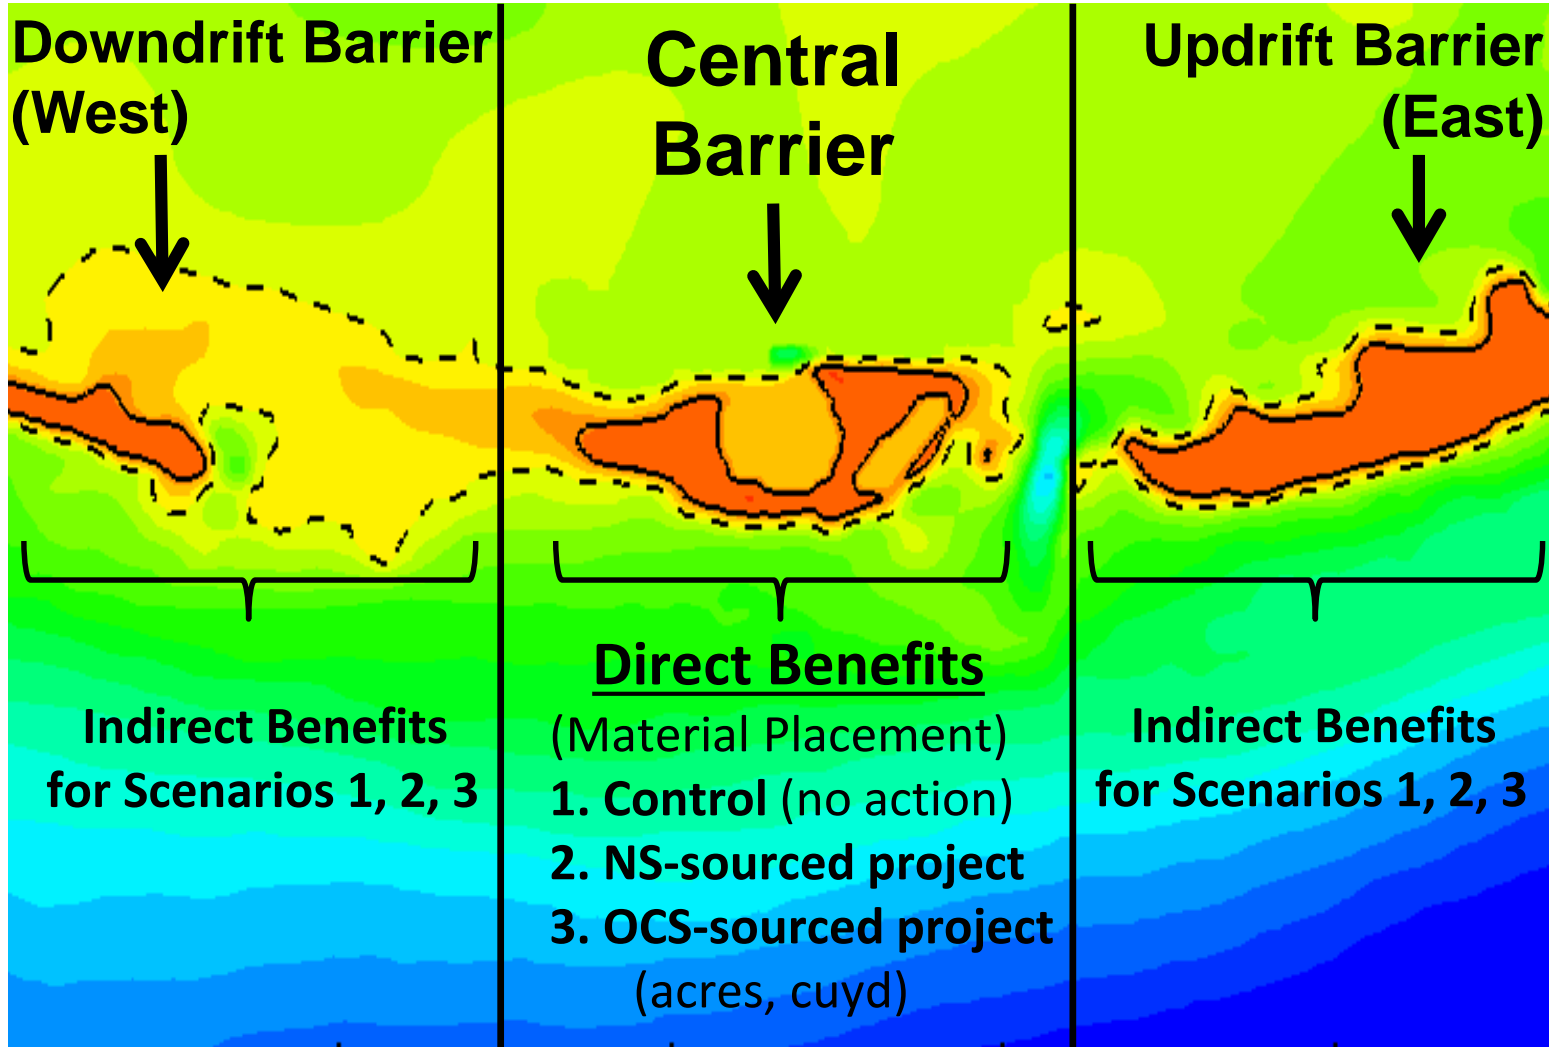 Downdrift Barrier
(West)
Central
Barrier
Updrift Barrier
(East)
Indirect Benefits
for Scenarios 1, 2, 3
Direct Benefits
(Material Placement)
1. Control (no action)
2. NS-sourced project
3. OCS-sourced project
(acres, cuyd)
Indirect Benefits
for Scenarios 1, 2, 3